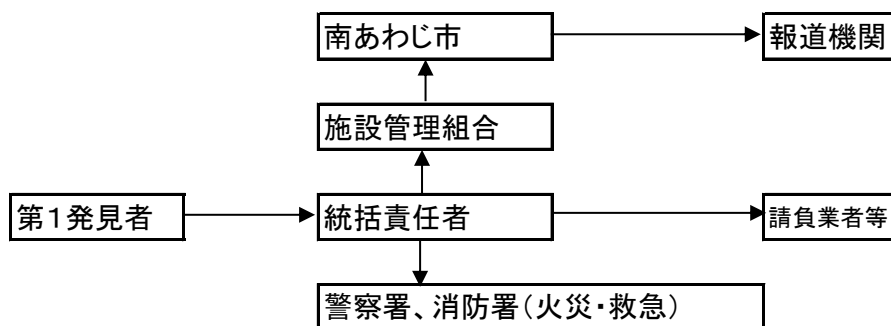 南あわじ市
報道機関
施設管理組合
第１発見者
統括責任者
請負業者等
警察署、消防署（火災・救急）